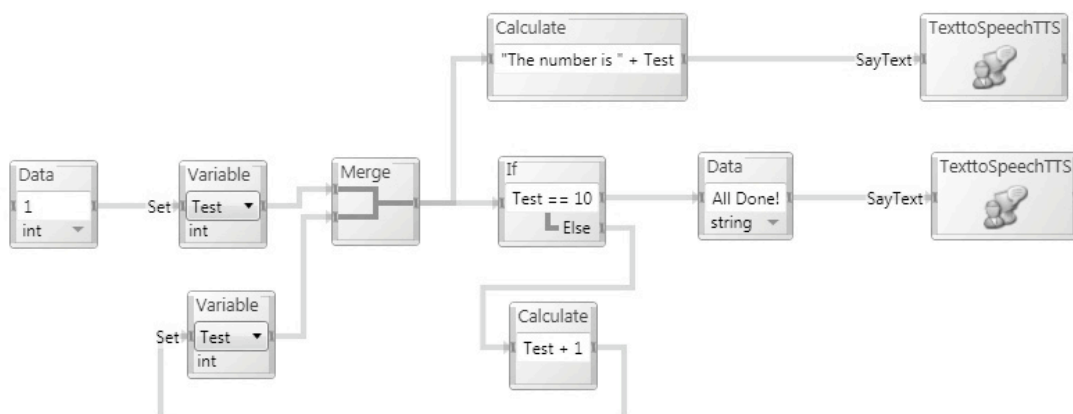 Calculate
"The number is " + Test
SayText
TexttoSpeechTTS
Data
1
int
Set
Variable
Test
int
Merge
If
Test == 10
Else
Data
All Done!
string
SayText
TexttoSpeechTTS
Set
Variable
Test
int
Calculate
Test + 1